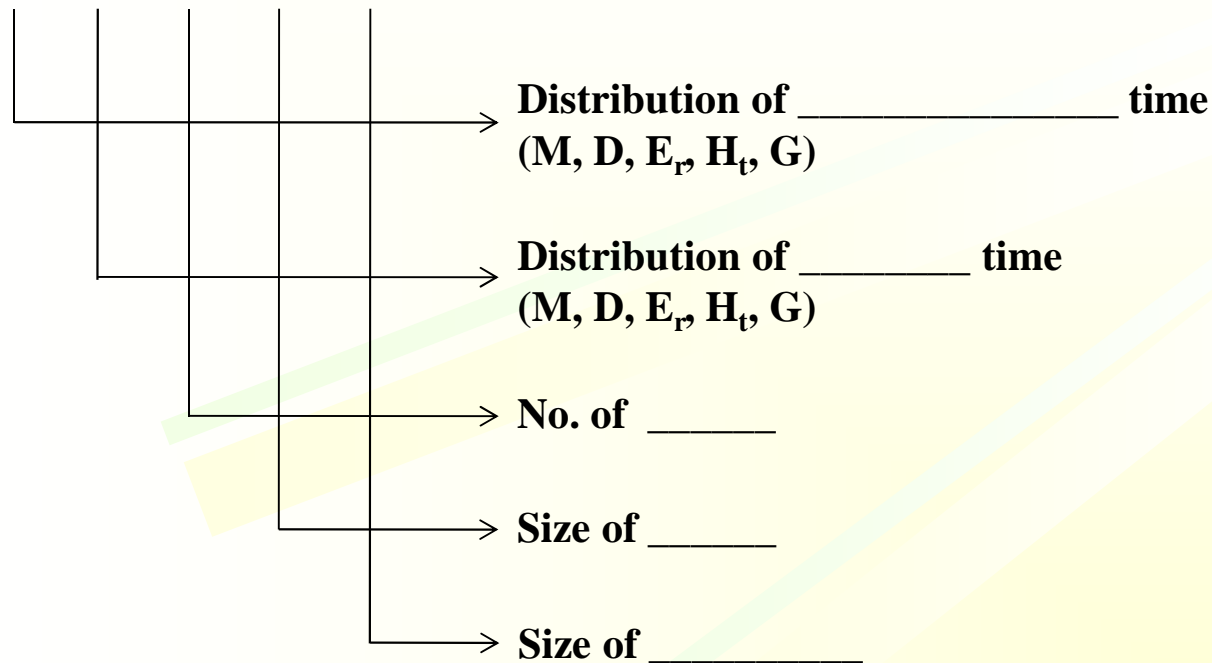 Distribution of _______________ time
(M, D, Er, Ht, G)
Distribution of ________ time
(M, D, Er, Ht, G)
No. of ______
Size of ______
Size of __________